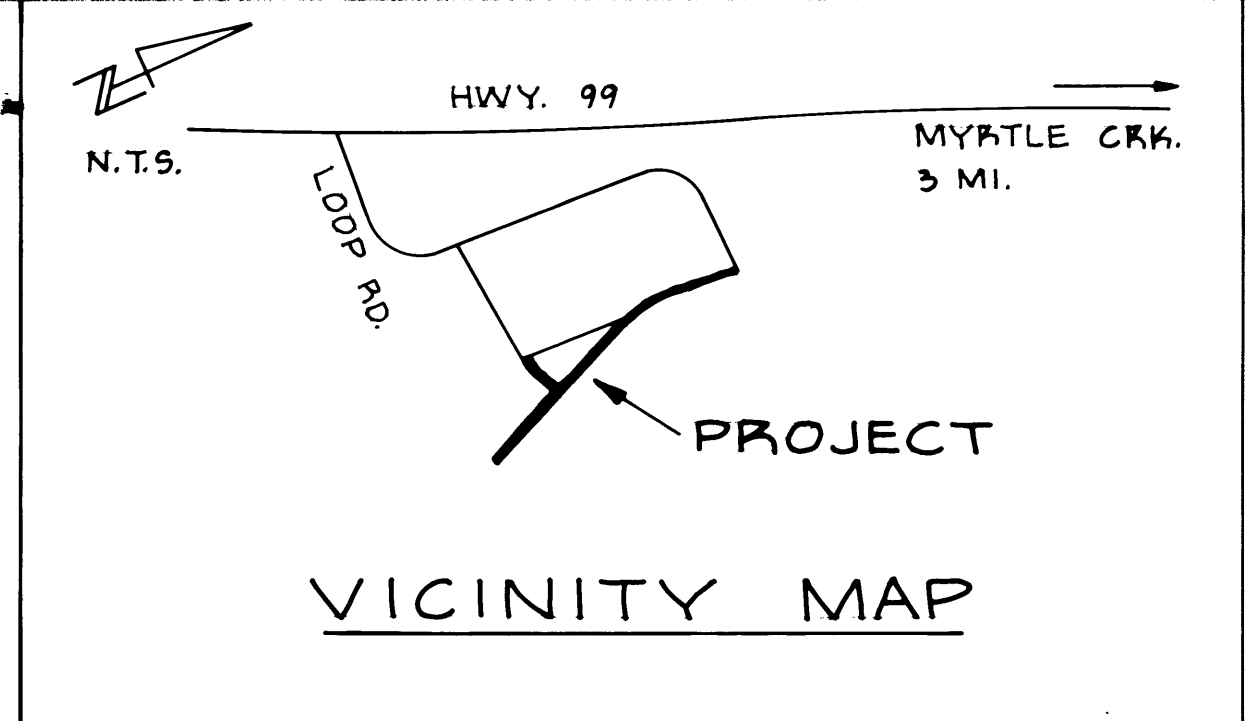 N
HWY. 99
N.T.S.
MYRTLE CRK.
3 MI.
LOOP RD.
PROJECT
VICINITY MAP